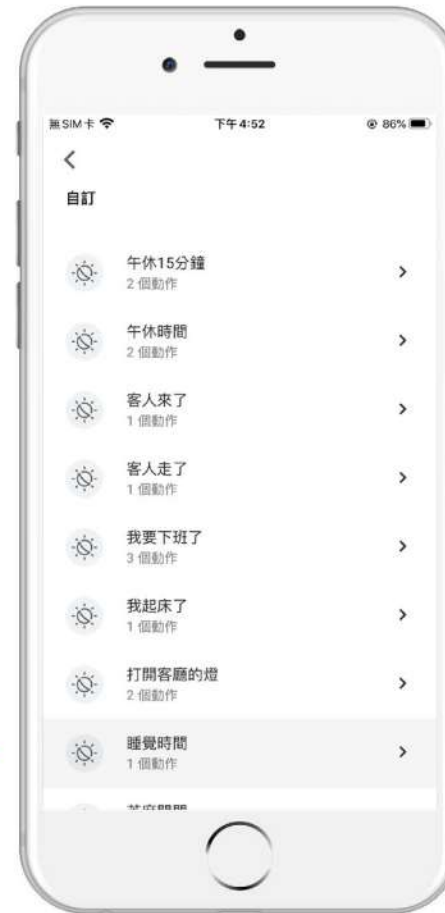 無SIM卡 下午4:52 86%
自訂
午休15分鐘
2 個動作
午休時間
2 個動作
客人來了
1 個動作
客人走了
1 個動作
我要下班了
3 個動作
我起床了
1 個動作
打開客廳的燈
2 個動作
睡覺時間
1 個動作